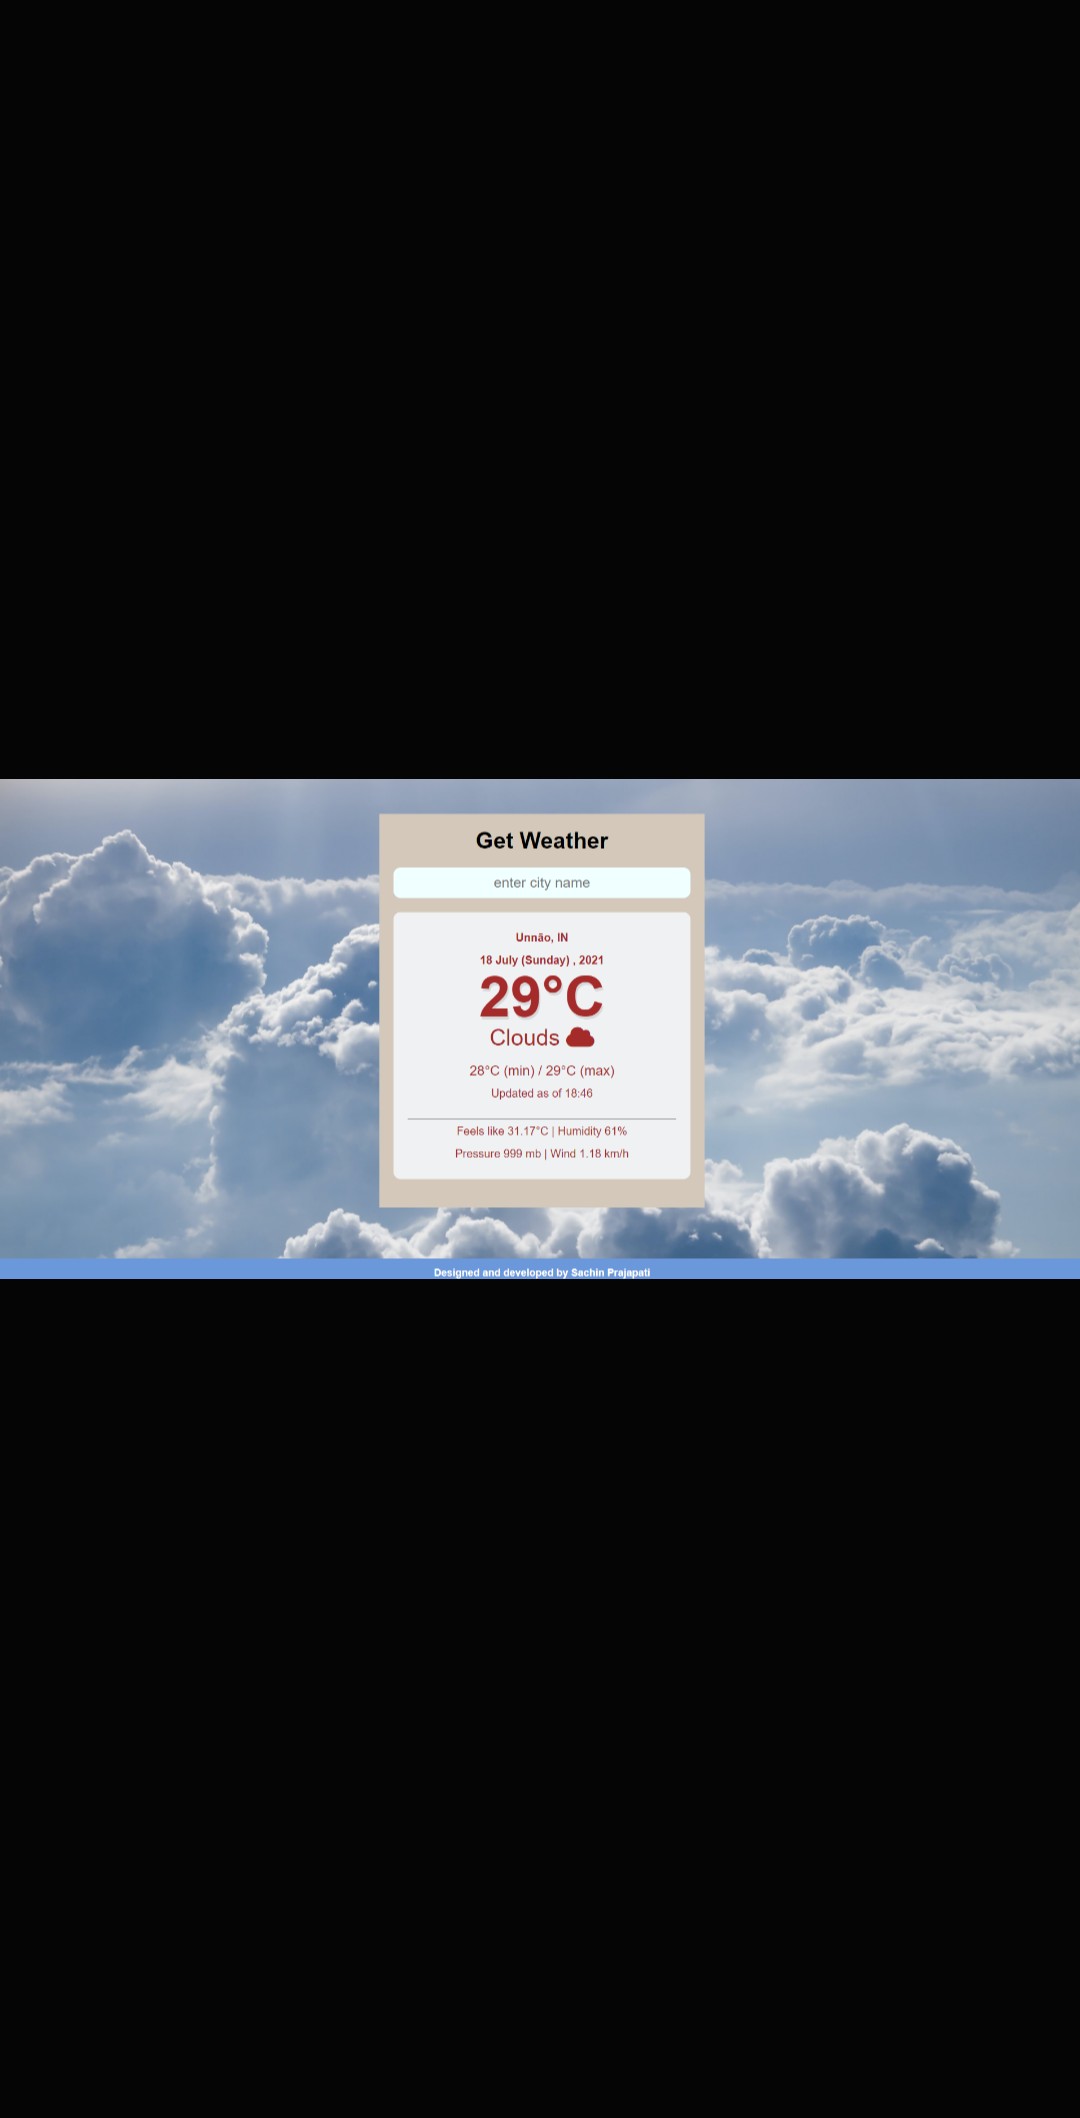 Get Weather
enter city name
Unnāo, IN
18 July (Sunday) , 2021
29°C
Clouds
28°C (min) / 29°C (max)
Updated as of 18:46
Feels like 31.17°C | Humidity 61%
Pressure 999 mb | Wind 1.18 km/h
Designed and developed by Sachin Prajapati